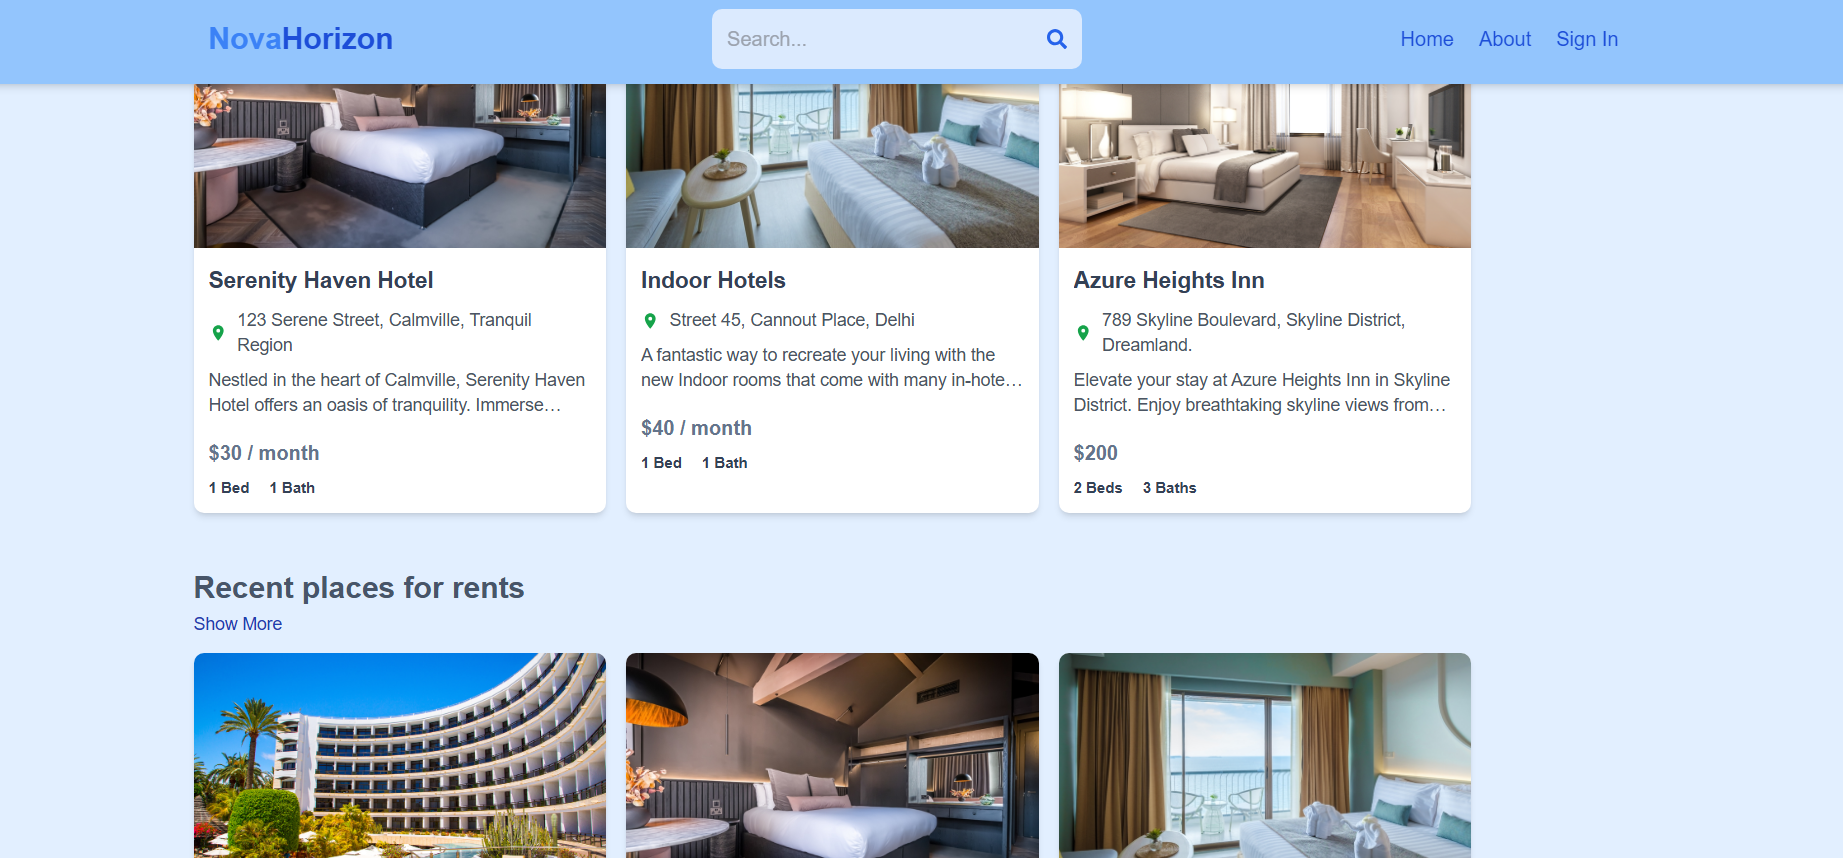 NovaHorizon
Search...
Home About Sign In
Serenity Haven Hotel
123 Serene Street, Calmville, Tranquil
Region
Nestled in the heart of Calmville, Serenity Haven
Hotel offers an oasis of tranquility. Immerse…
$30 / month
1 Bed 1 Bath
Indoor Hotels
Street 45, Cannout Place, Delhi
A fantastic way to recreate your living with the
new Indoor rooms that come with many in-hote…
$40 / month
1 Bed 1 Bath
Azure Heights Inn
789 Skyline Boulevard, Skyline District,
Dreamland.
Elevate your stay at Azure Heights Inn in Skyline
District. Enjoy breathtaking skyline views from…
$200
2 Beds 3 Baths
Recent places for rents
Show More